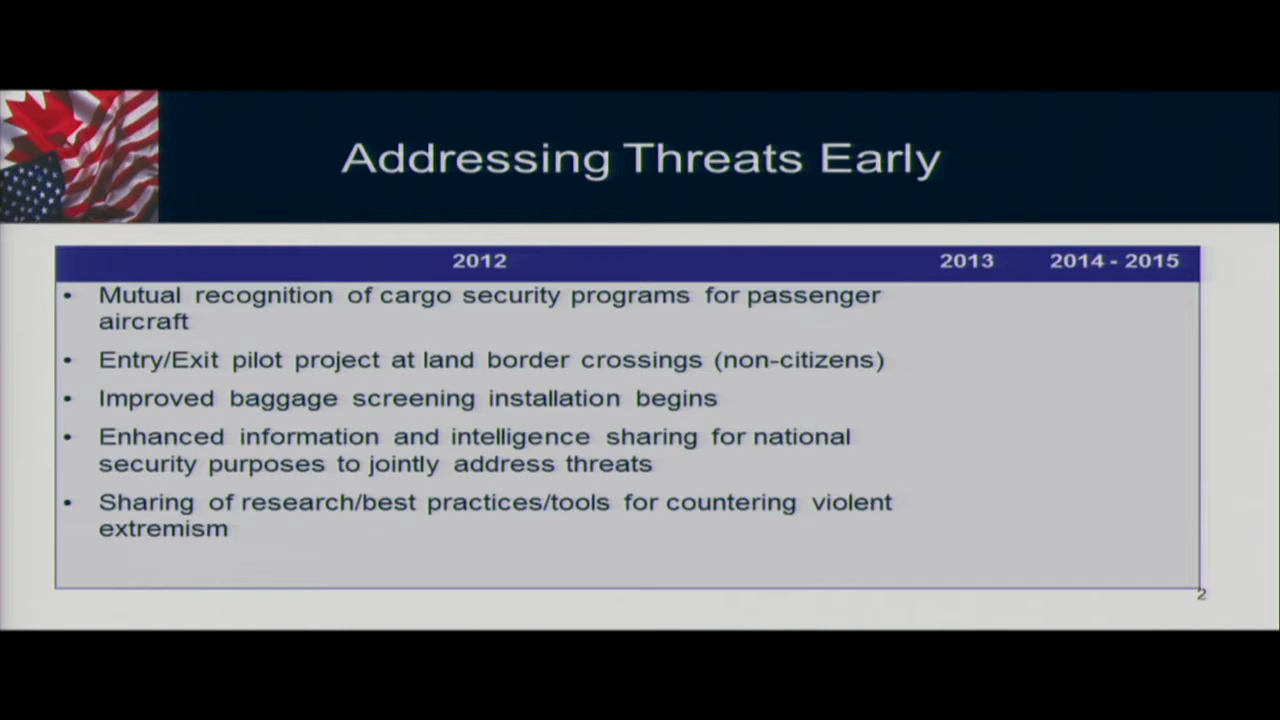 Addressing Threats Early
2012 2013 2014 - 2015
• Mutual recognition of cargo security programs for passenger
aircraft
• Entry/Exit pilot project at land border crossings (non-citizens)
• Improved baggage screening installation begins
• Enhanced information and intelligence sharing for national
security purposes to jointly address threats
• Sharing of research/best practices/tools for countering violent
extremism
2